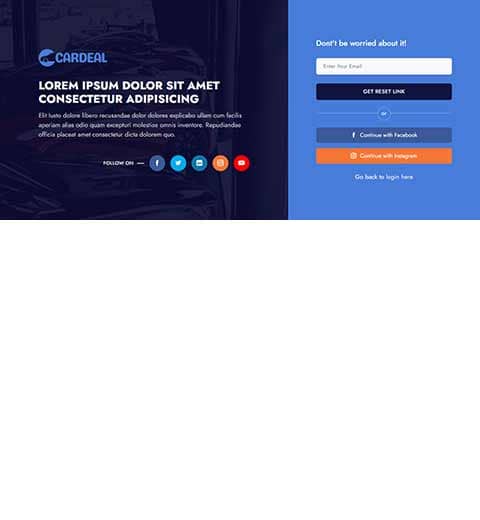 CARDEAL
LOREM IPSUM DOLOR SIT AMET
CONSECTETUR ADIPISICING
Elit Iusto dolore libero recusandae dolor dolores explicabo ullam cum facilis
aperiam alias odio quam excepturi molestiae omnis inventore. Repudiandae
officia placeat amet consectetur dicta dolorem quo.
FOLLOW ON
Dont't be worried about it!
Enter Your Email
GET RESET LINK
or
Continue with Facebook
Continue with Instagram
Go back to login here